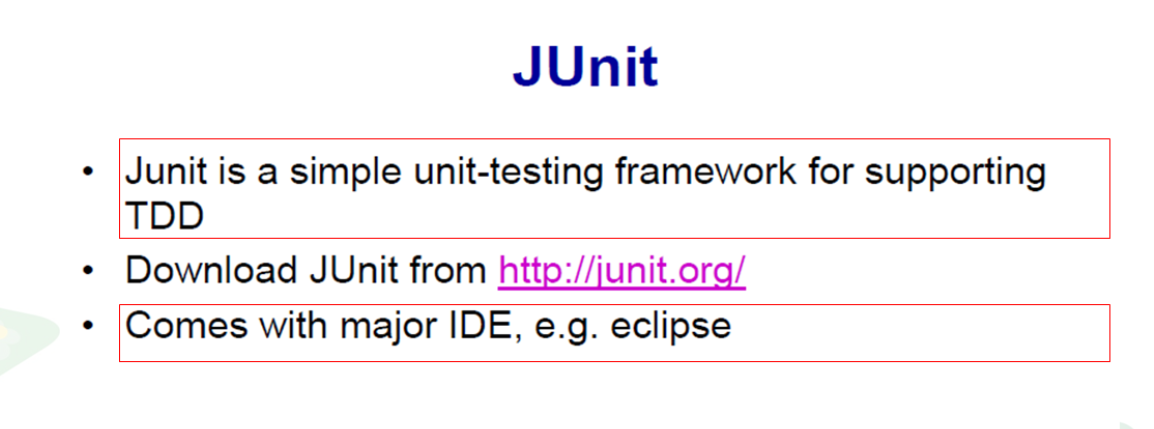 JUnit
• Junit is a simple unit-testing framework for supporting
TDD
• Download JUnit from http://junit.org/
• Comes with major IDE, e.g. eclipse